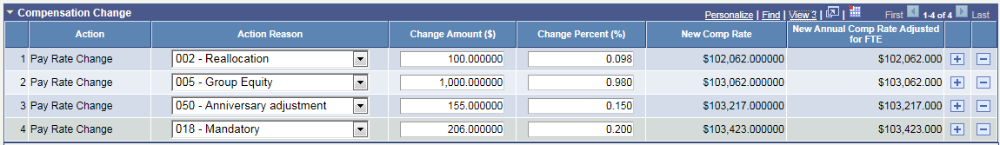 Compensation Change
Personalize | Find | View 3 | First 1-4 of 4 Last
Action Action Reason Change Amount ($) Change Percent (%) New Comp Rate New Annual Comp Rate Adjusted for FTE
1 Pay Rate Change 002 - Reallocation 100.000000 0.098 $102,062.000000 $102,062.000 + −
2 Pay Rate Change 005 - Group Equity 1,000.000000 0.980 $103,062.000000 $103,062.000 + −
3 Pay Rate Change 050 - Anniversary adjustment 155.000000 0.150 $103,217.000000 $103,217.000 + −
4 Pay Rate Change 018 - Mandatory 206.000000 0.200 $103,423.000000 $103,423.000 + −